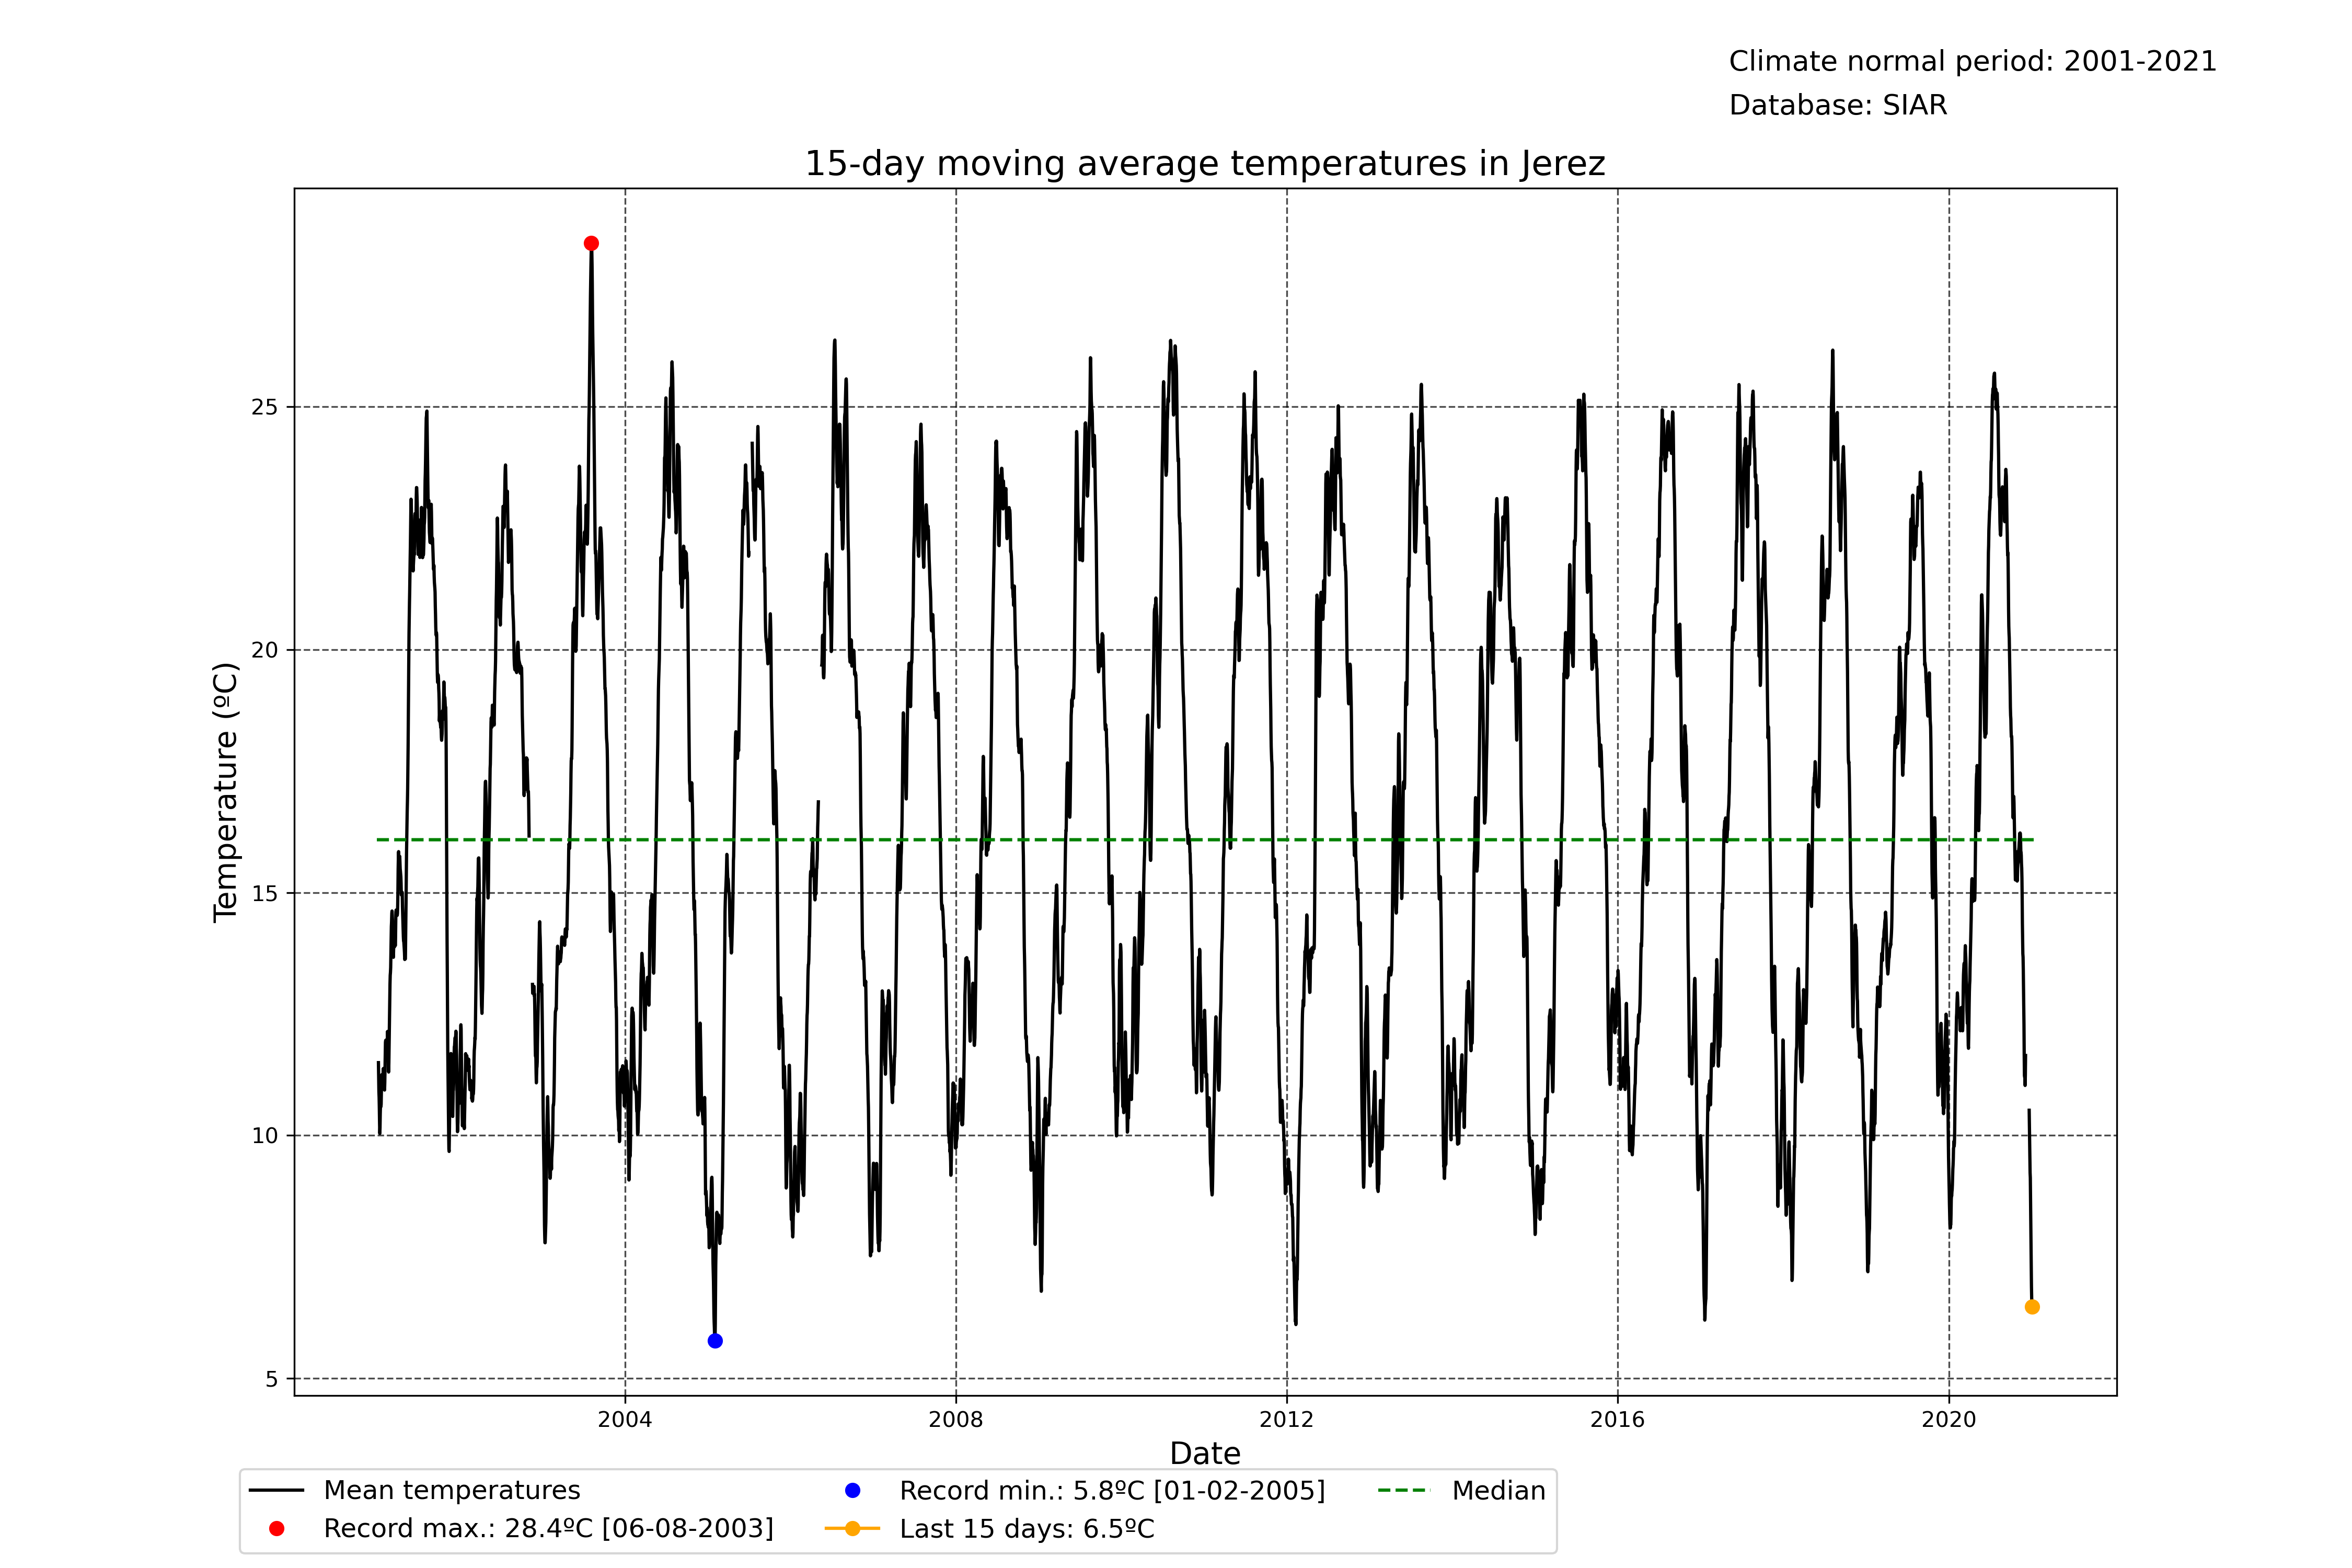 Climate normal period: 2001-2021
Database: SIAR
15-day moving average temperatures in Jerez
Temperature (ºC)
25
20
15
10
5
2004
2008
2012
2016
2020
Date
Mean temperatures
Record max.: 28.4ºC [06-08-2003]
Record min.: 5.8ºC [01-02-2005]
Last 15 days: 6.5ºC
Median